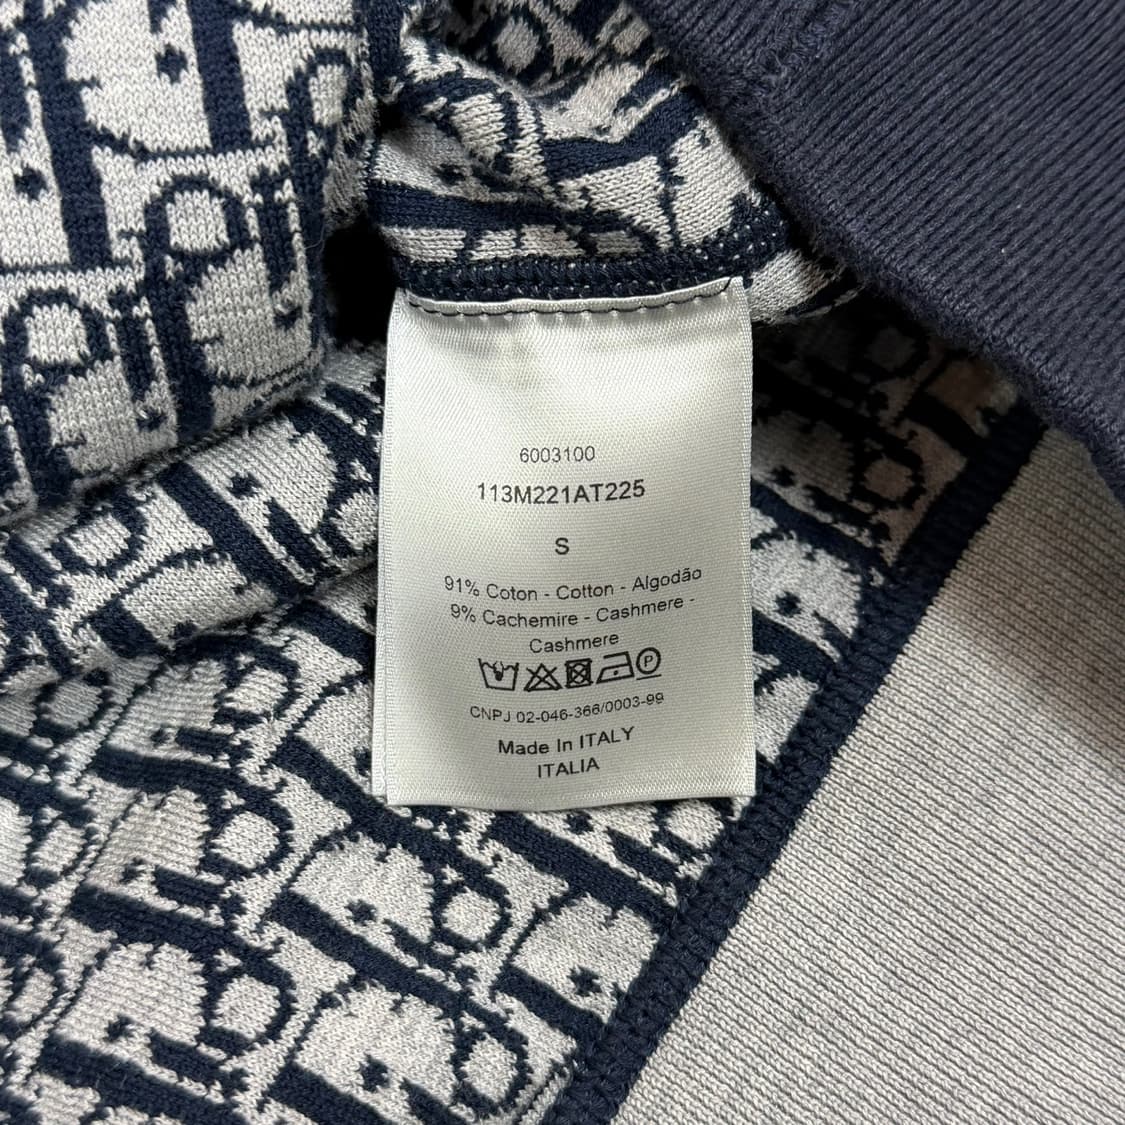 6003100
113M221AT225
S
91% Coton - Cotton - Algodão
9% Cachemire - Cashmere -
Cashmere
P
CNPJ 02-046-366/0003-99
Made In ITALY
ITALIA